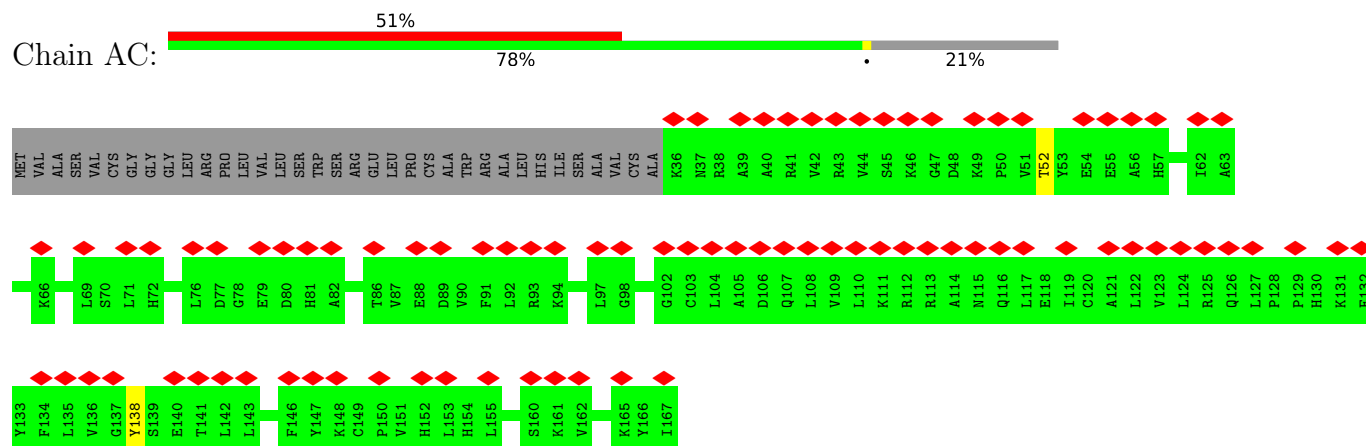 51%
Chain AC:
78% • 21%
MET VAL ALA SER VAL CYS GLY GLY GLY LEU ARG PRO LEU VAL LEU LEU SER TRP SER ARG GLU LEU PRO CYS ALA TRP ARG ALA LEU HIS ILE SER ALA VAL CYS ALA K36 N37 R38 A39 A40 R41 V42 R43 V44 S45 K46 G47 D48 K49 P50 V51 T52 Y53 E54 E55 A56 H57 I62 A63
K66 L69 S70 L71 H72 L76 D77 G78 E79 D80 H81 A82 T86 V87 E88 D89 V90 F91 L92 R93 K94 L97 G98 G102 C103 L104 A105 D106 Q107 L108 V109 L110 K111 R112 R113 A114 N115 Q116 L117 E118 I119 C120 A121 L122 V123 L124 R125 Q126 L127 P128 P129 H130 K131 F132
Y133 F134 L135 V136 G137 Y138 S139 E140 T141 L142 L143 F146 Y147 K148 C149 P150 V151 H152 L153 H154 L155 S160 K161 V162 K165 Y166 I167